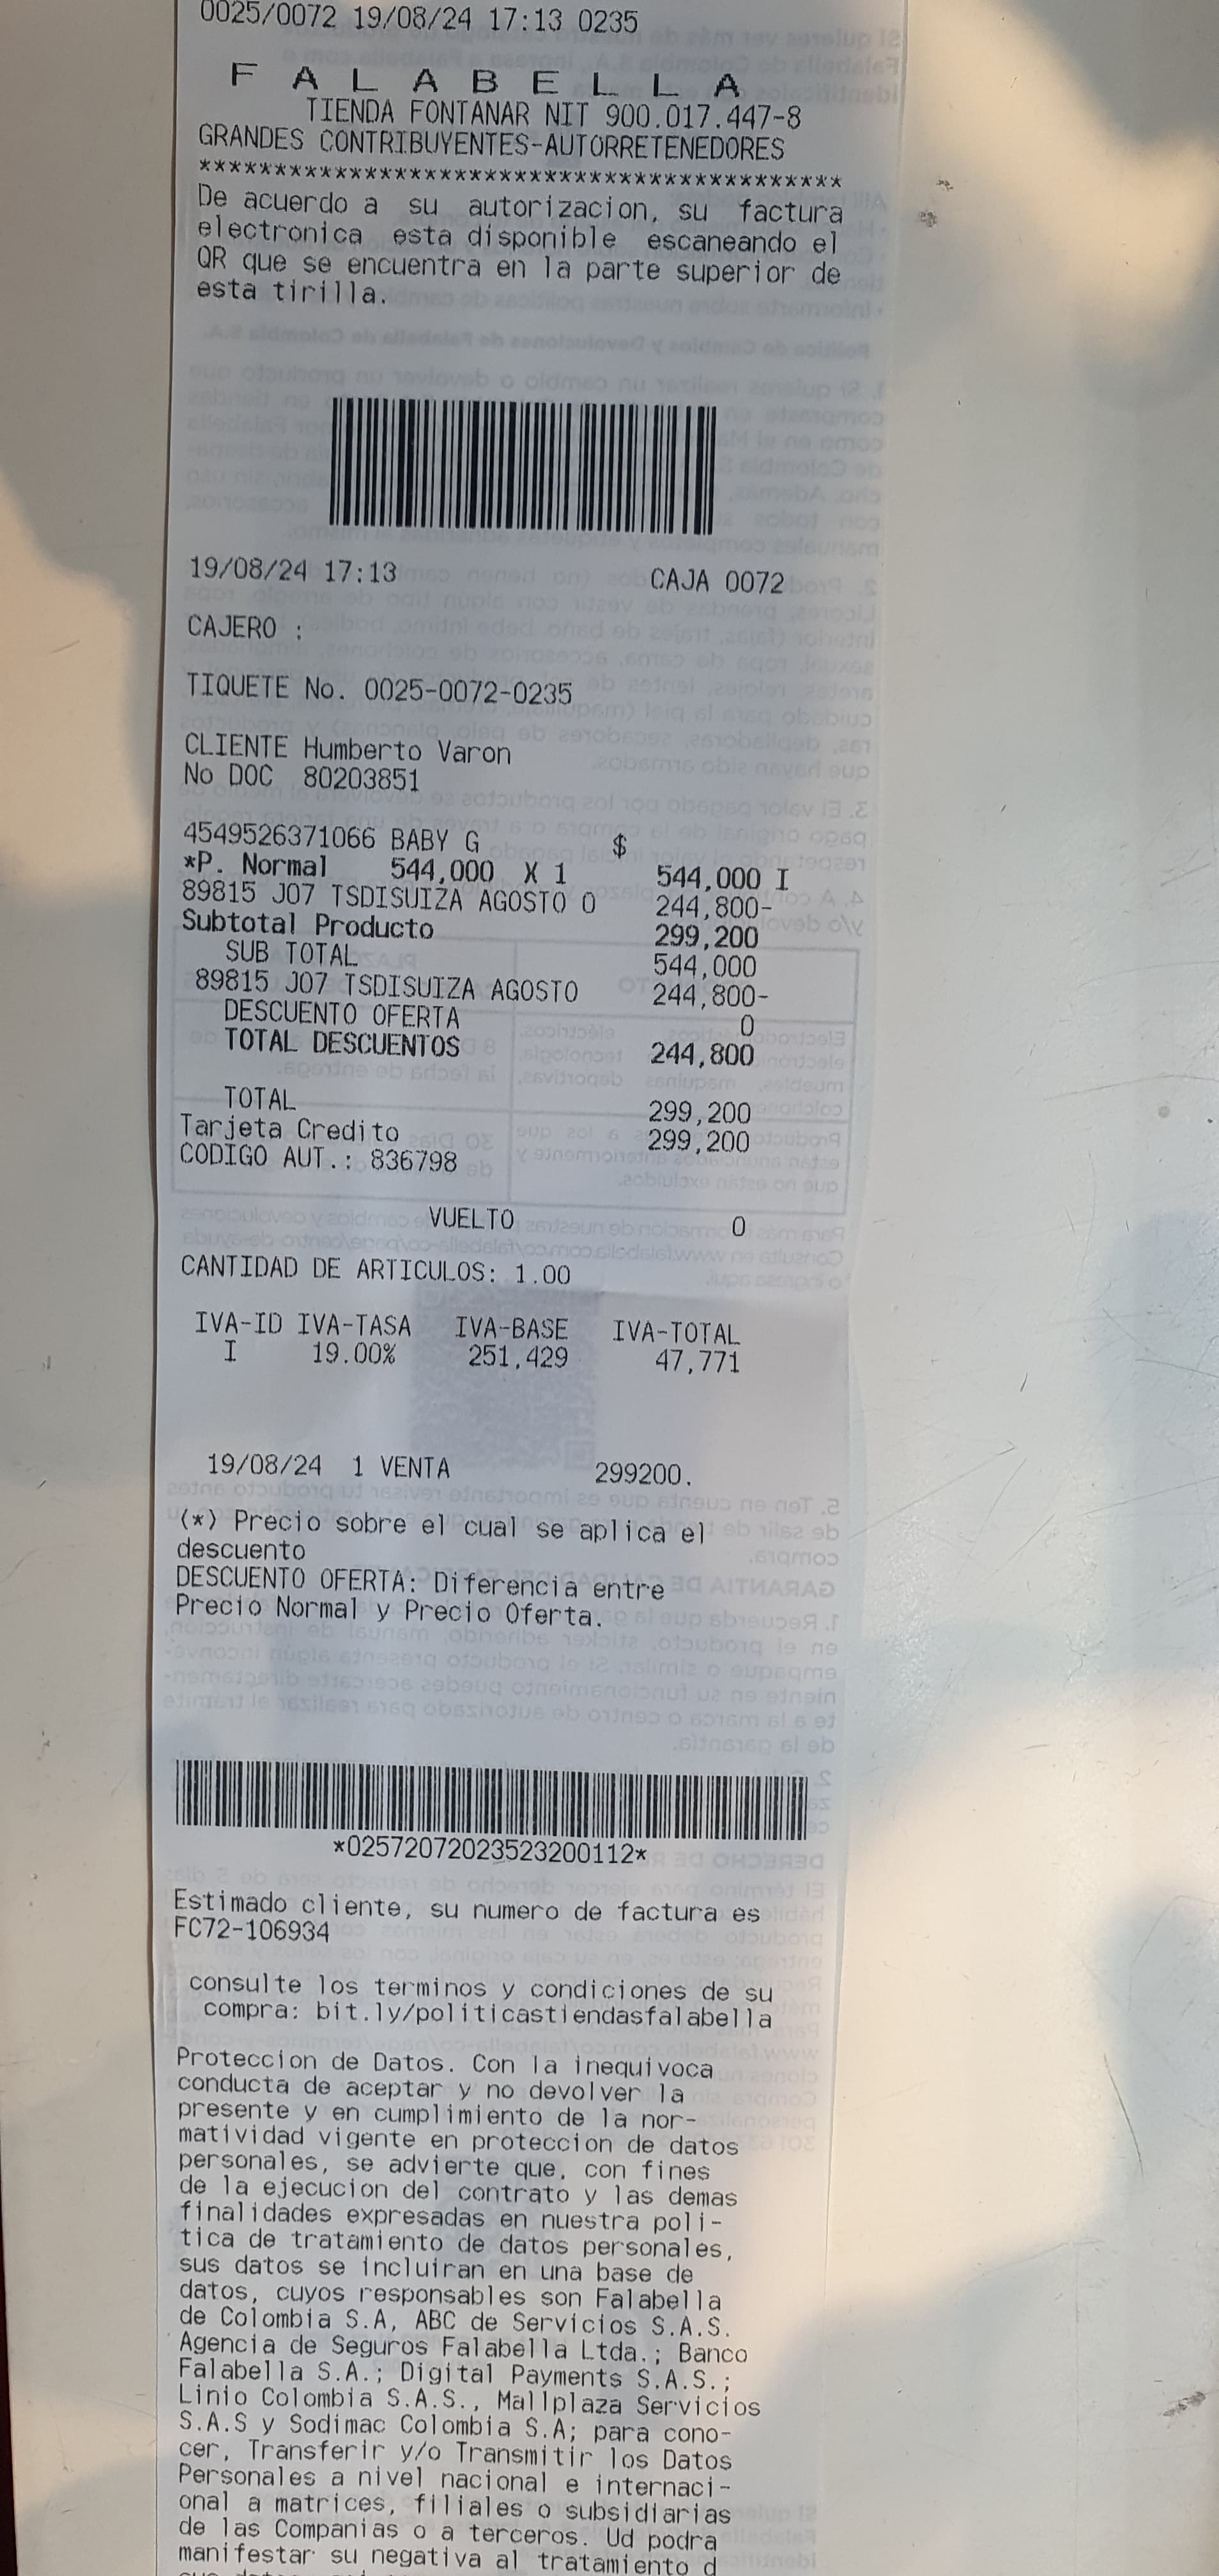 0025/0072 19/08/24 17:13 0235
F A L A B E L L A
TIENDA FONTANAR NIT 900.017.447-8
GRANDES CONTRIBUYENTES-AUTORRETENEDORES
*******************************************
De acuerdo a su autorizacion, su factura
electronica esta disponible escaneando el
QR que se encuentra en la parte superior de
esta tirilla.
19/08/24 17:13 CAJA 0072
CAJERO :
TIQUETE No. 0025-0072-0235
CLIENTE Humberto Varon
No DOC 80203851
4549526371066 BABY G $
*P. Normal 544,000 X 1 544,000 I
89815 J07 TSDISUIZA AGOSTO 0 244,800-
Subtotal Producto 299,200
SUB TOTAL 544,000
89815 J07 TSDISUIZA AGOSTO 244,800-
DESCUENTO OFERTA 0
TOTAL DESCUENTOS 244,800
TOTAL 299,200
Tarjeta Credito 299,200
CODIGO AUT.: 836798
VUELTO 0
CANTIDAD DE ARTICULOS: 1.00
IVA-ID IVA-TASA IVA-BASE IVA-TOTAL
I 19.00% 251,429 47,771
19/08/24 1 VENTA 299200.
(*) Precio sobre el cual se aplica el
descuento
DESCUENTO OFERTA: Diferencia entre
Precio Normal y Precio Oferta.
*02572072023523200112*
Estimado cliente, su numero de factura es
FC72-106934
consulte los terminos y condiciones de su
compra: bit.ly/politicastiendasfalabella
Proteccion de Datos. Con la inequivoca
conducta de aceptar y no devolver la
presente y en cumplimiento de la nor-
matividad vigente en proteccion de datos
personales, se advierte que, con fines
de la ejecucion del contrato y las demas
finalidades expresadas en nuestra poli-
tica de tratamiento de datos personales,
sus datos se incluiran en una base de
datos, cuyos responsables son Falabella
de Colombia S.A, ABC de Servicios S.A.S.
Agencia de Seguros Falabella Ltda.; Banco
Falabella S.A.; Digital Payments S.A.S.;
Linio Colombia S.A.S., Mallplaza Servicios
S.A.S y Sodimac Colombia S.A; para cono-
cer, Transferir y/o Transmitir los Datos
Personales a nivel nacional e internaci-
onal a matrices, filiales o subsidiarias
de las Companias o a terceros. Ud podra
manifestar su negativa al tratamiento d